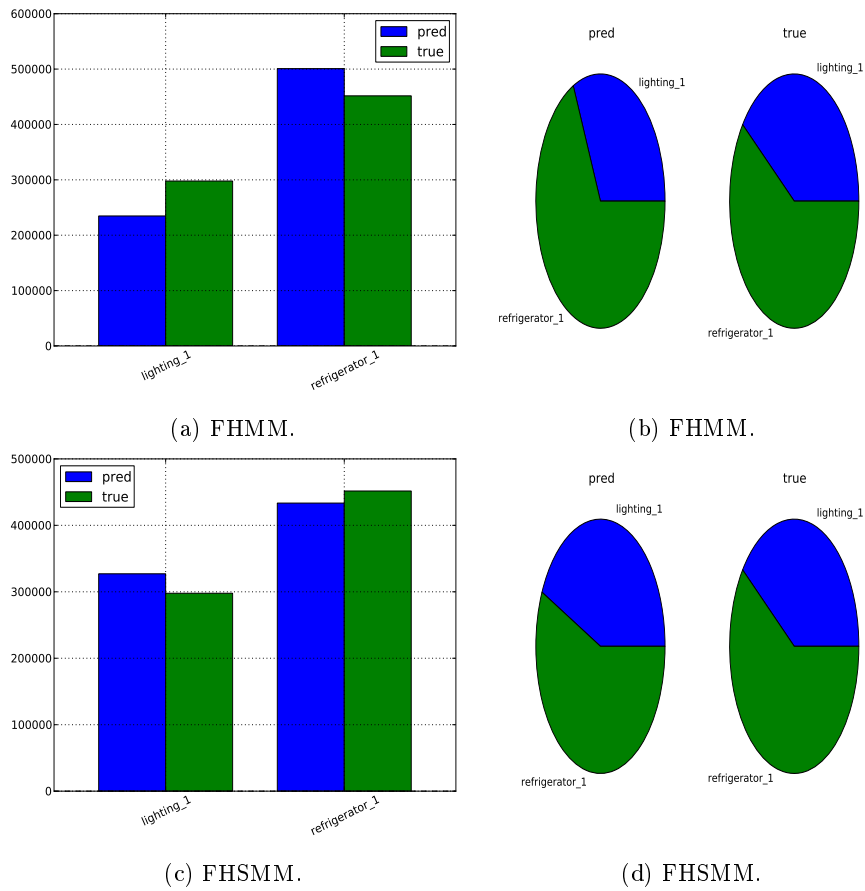 600000
500000
400000
300000
200000
100000
0
pred
true
lighting_1
refrigerator_1
(a) FHMM.
pred
lighting_1
refrigerator_1
true
lighting_1
refrigerator_1
(b) FHMM.
500000
400000
300000
200000
100000
0
pred
true
lighting_1
refrigerator_1
(c) FHSMM.
pred
lighting_1
refrigerator_1
true
lighting_1
refrigerator_1
(d) FHSMM.